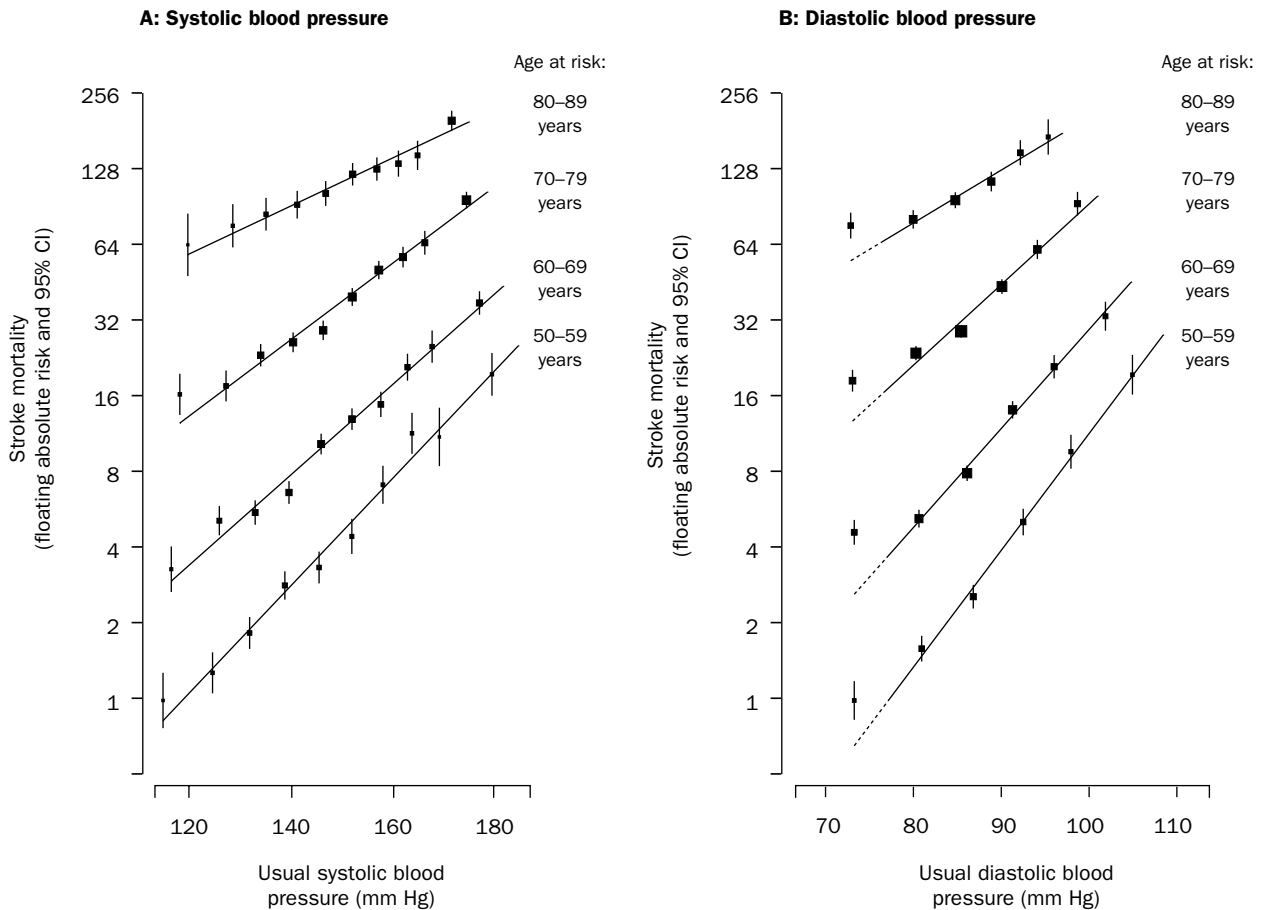 A: Systolic blood pressure
Age at risk:
256
128
64
32
16
8
4
2
1
80–89
years
70–79
years
60–69
years
50–59
years
Stroke mortality
(floating absolute risk and 95% CI)
120 140 160 180
Usual systolic blood
pressure (mm Hg)
B: Diastolic blood pressure
Age at risk:
256
128
64
32
16
8
4
2
1
80–89
years
70–79
years
60–69
years
50–59
years
Stroke mortality
(floating absolute risk and 95% CI)
70 80 90 100 110
Usual diastolic blood
pressure (mm Hg)